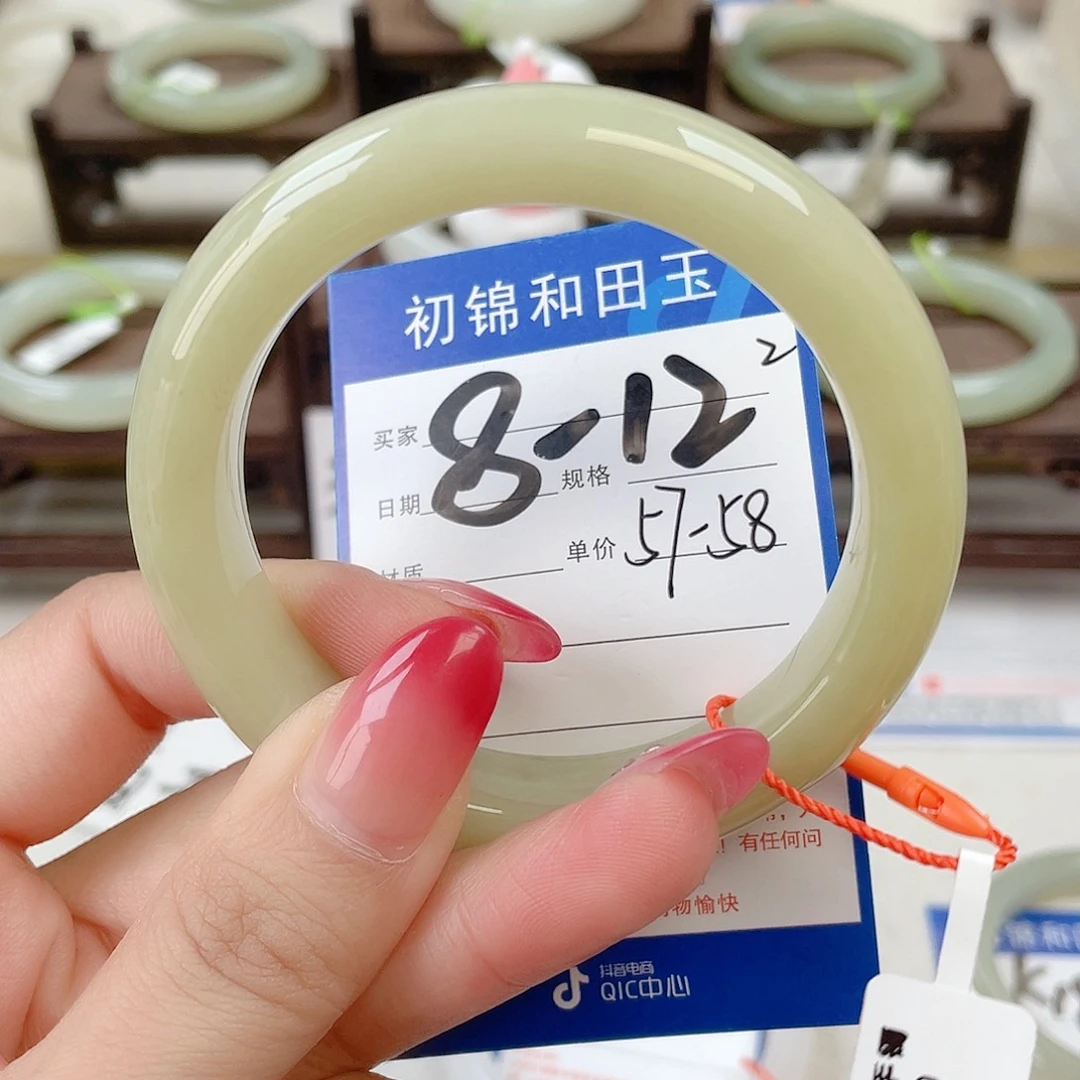 初锦和田玉
2
买家
8-12
日期
规格
单价 57-58
材质
有任何问
物愉快
抖音电商
QIC中心